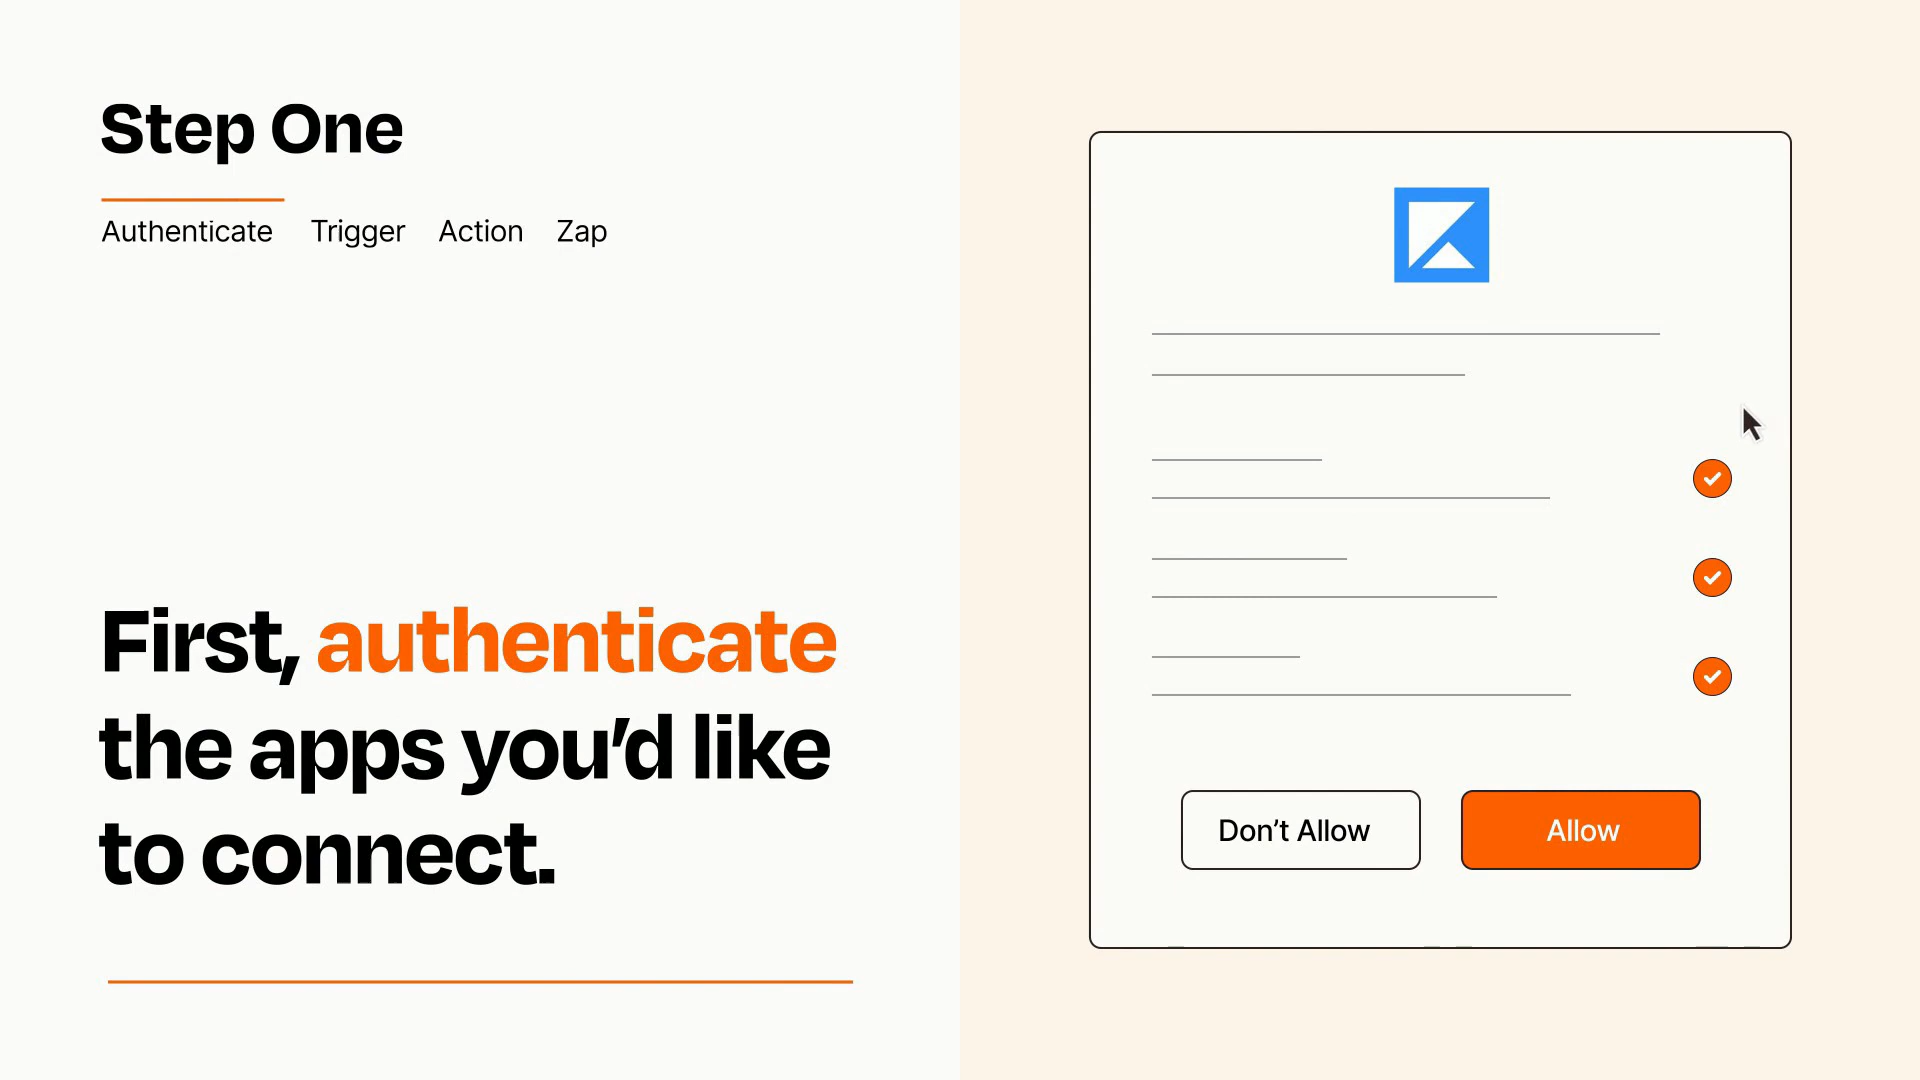 Step One
Authenticate Trigger Action Zap
First, authenticate
the apps you’d like
to connect.
Don’t Allow Allow